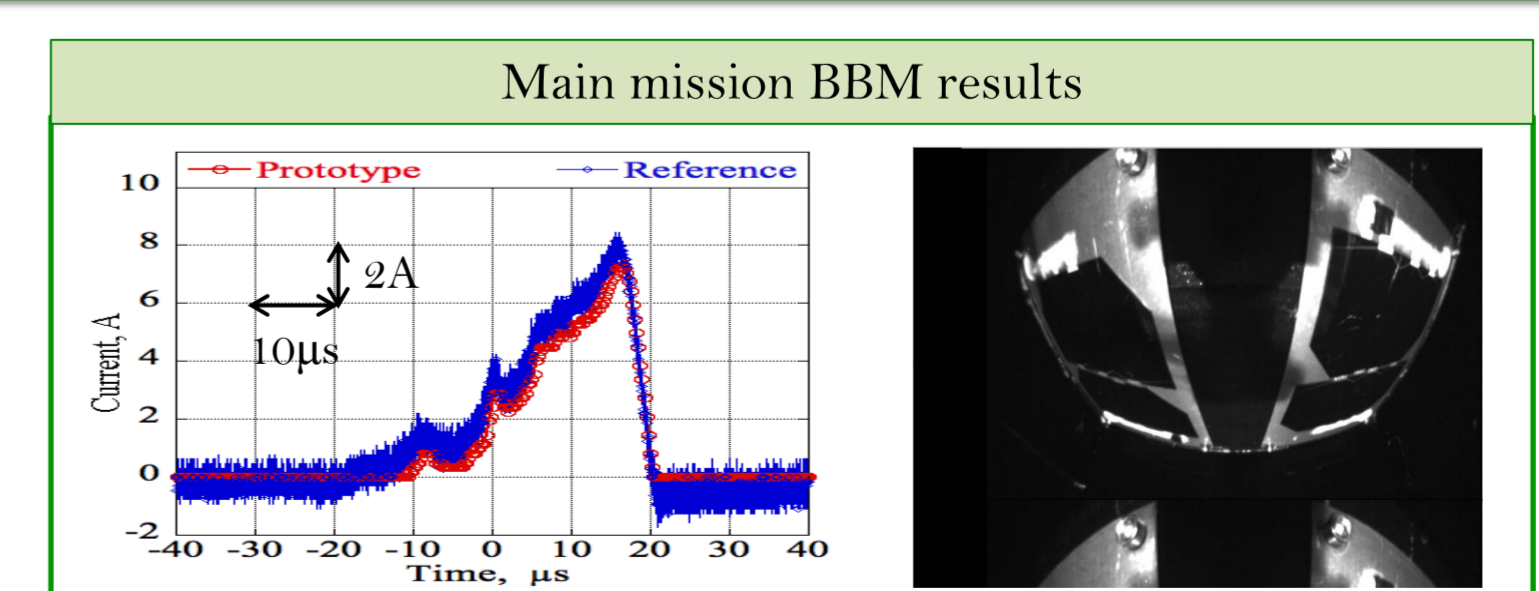 Main mission BBM results
Prototype
Reference
10
8
6
4
2
0
-2
2A
10µs
Current, A
-40 -30 -20 -10 0 10 20 30 40
Time, µs